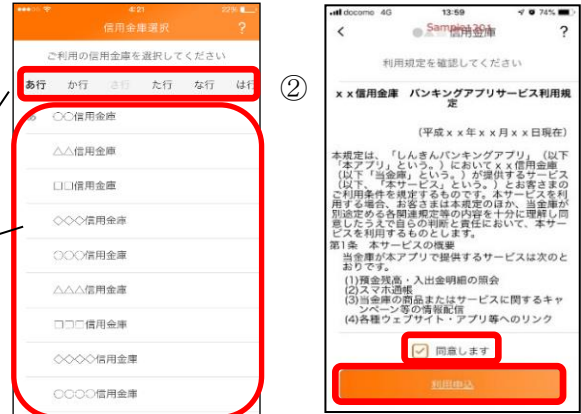 4:21
22%
信用金庫選択
?
ご利用の信用金庫を選択してください
あ行 か行 さ行 た行 な行 は行
あ
○○信用金庫
△△信用金庫
□□信用金庫
◇◇◇信用金庫
○○○信用金庫
△△△信用金庫
□□□信用金庫
◇◇◇◇信用金庫
○○○○信用金庫
②
docomo 4G 13:59 74%
< Sample1201 信用金庫 ?
利用規定を確認してください
xx信用金庫 バンキングアプリサービス利用規
定
(平成xx年xx月xx日現在)
本規定は、「しんきんバンキングアプリ」(以下
「本アプリ」という。)においてxx信用金庫
(以下「当金庫」という。)が提供するサービス
(以下、「本サービス」という。)とお客さまの
ご利用条件を規定するものです。本サービスを利
用する場合、お客さまは本規定のほか、当金庫が
別途定める各関連規定等の内容を十分に理解し同
意したうえで自らの判断と責任において、本サー
ビスを利用するものとします。
第1条 本サービスの概要
当金庫が本アプリで提供するサービスは次のと
おりです。
(1)預金残高・入出金明細の照会
(2)スマホ通帳
(3)当金庫の商品またはサービスに関するキャ
ンペーン等の情報配信
(4)各種ウェブサイト・アプリ等へのリンク
同意します
利用申込